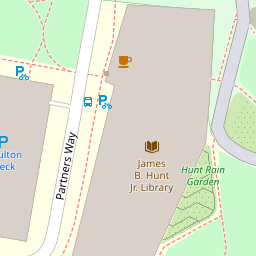 P
P
P
ulton
eck
Partners Way
James
B. Hunt
Jr. Library
Hunt Rain
Garden